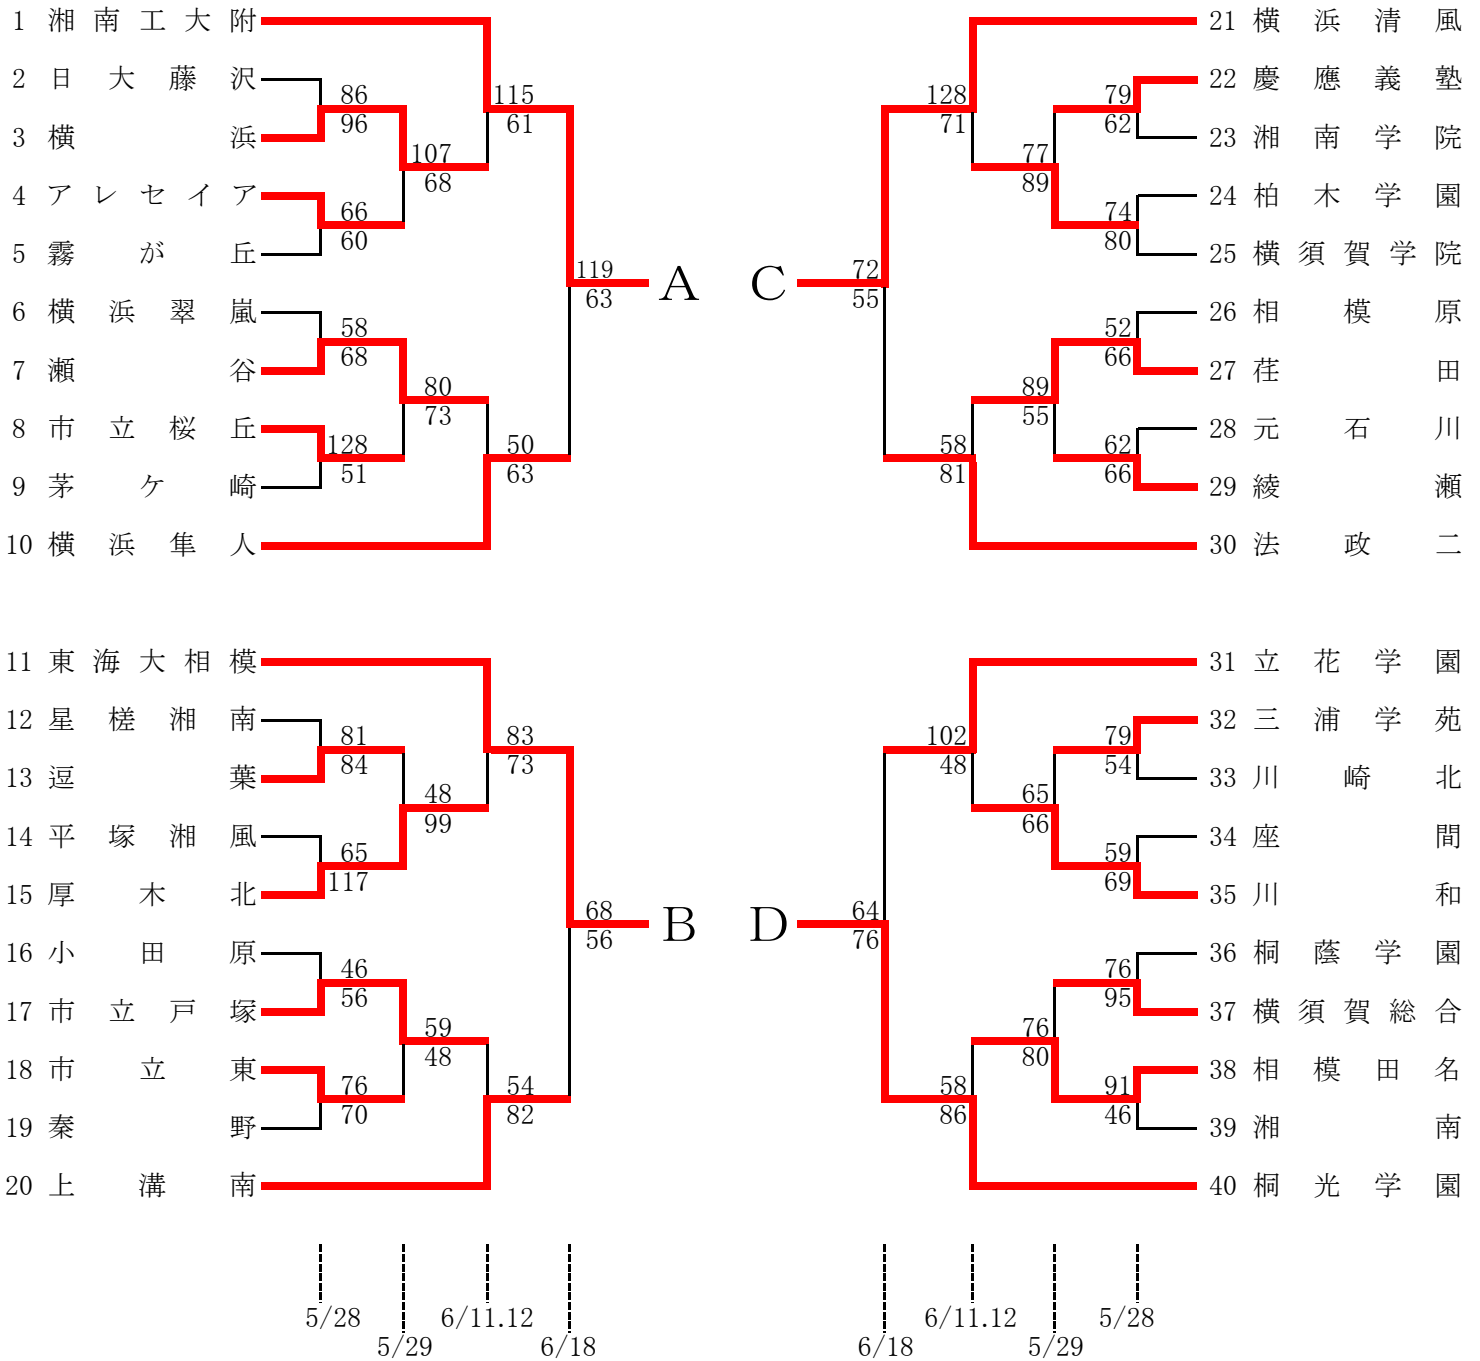 1 湘南工大附
2 日大藤沢
3 横浜
4 アレセイア
5 霧が丘
6 横浜翠嵐
7 瀬谷
8 市立桜丘
9 茅ケ崎
10 横浜隼人
86
96
66
60
58
68
128
51
107
68
80
73
115
61
50
63
119
63
A
C
72
55
128
71
58
81
77
89
89
55
79
62
74
80
52
66
62
66
21 横浜清風
22 慶應義塾
23 湘南学院
24 柏木学園
25 横須賀学院
26 相模原
27 荏田
28 元石川
29 綾瀬
30 法政二
11 東海大相模
12 星槎湘南
13 逗葉
14 平塚湘風
15 厚木北
16 小田原
17 市立戸塚
18 市立東
19 秦野
20 上溝南
81
84
65
117
46
56
76
70
48
99
59
48
83
73
54
82
68
56
B
D
64
76
102
48
58
86
65
66
76
80
79
54
59
69
76
95
91
46
31 立花学園
32 三浦学苑
33 川崎北
34 座間
35 川和
36 桐蔭学園
37 横須賀総合
38 相模田名
39 湘南
40 桐光学園
5/28
5/29
6/11.12
6/18
6/18
6/11.12
5/29
5/28